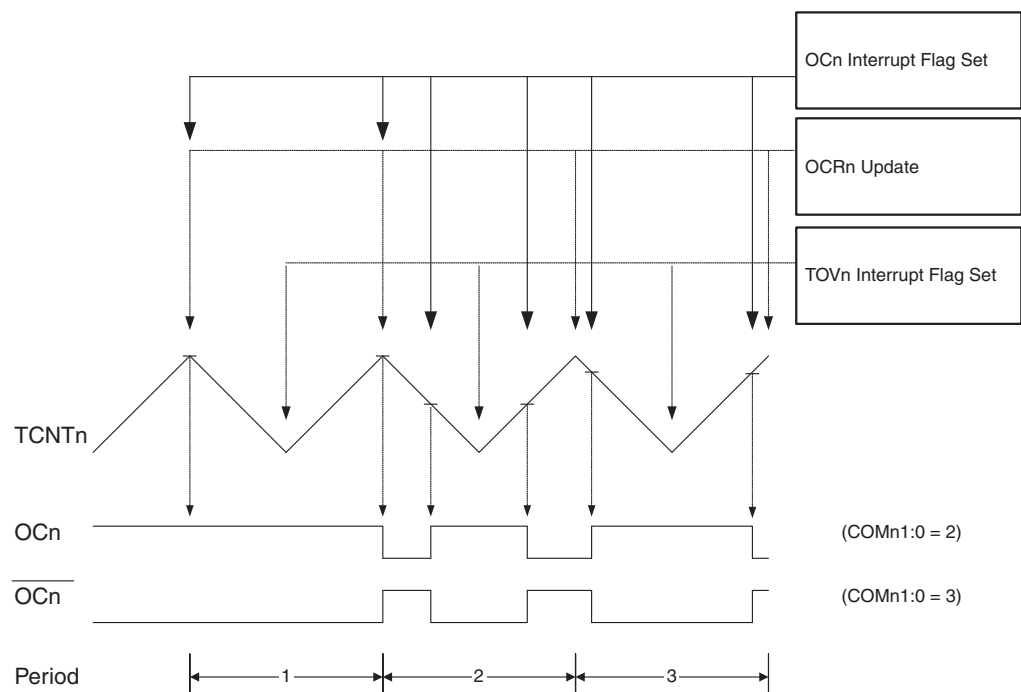 OCn Interrupt Flag Set
OCRn Update
TOVn Interrupt Flag Set
TCNTn
OCn (COMn1:0 = 2)
OCn (COMn1:0 = 3)
Period 1 2 3